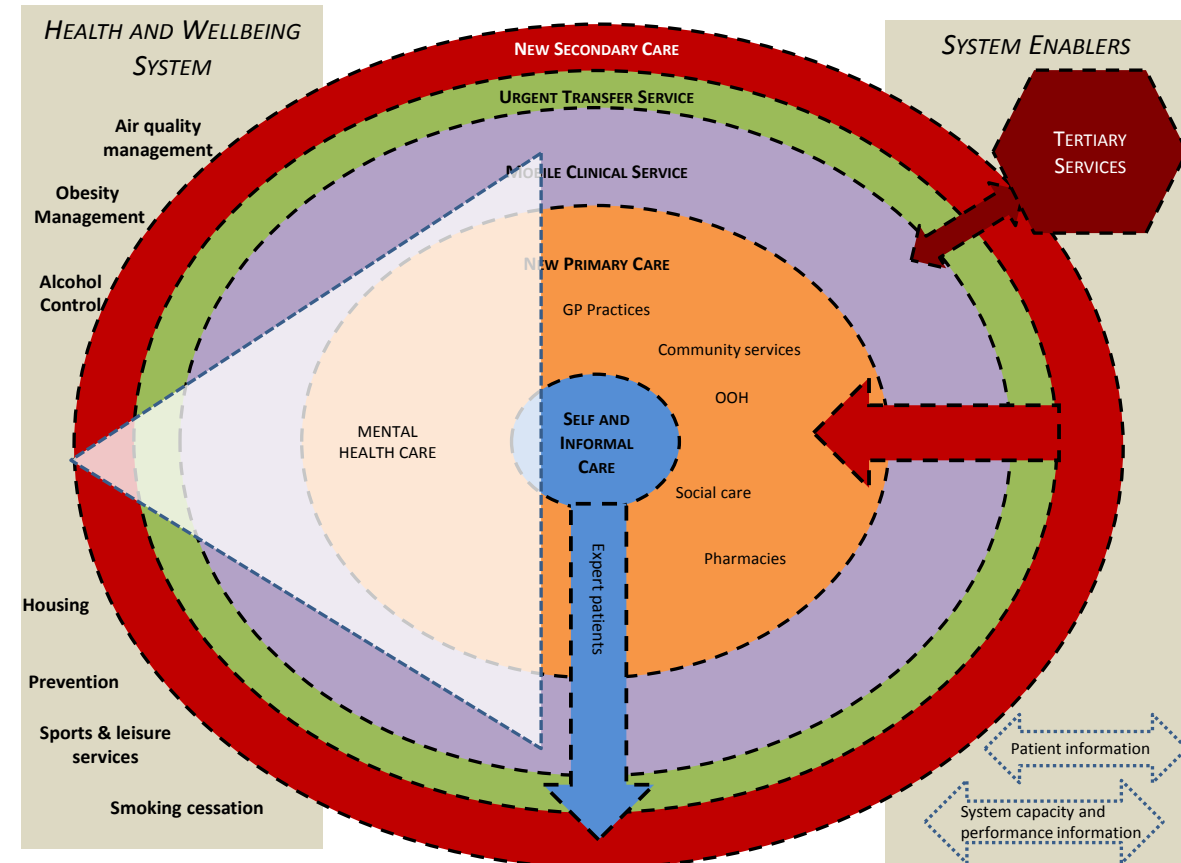 HEALTH AND WELLBEING
SYSTEM
Air quality
management
Obesity
Management
Alcohol
Control
Housing
Prevention
Sports & leisure
services
Smoking cessation
NEW SECONDARY CARE
URGENT TRANSFER SERVICE
MOBILE CLINICAL SERVICE
NEW PRIMARY CARE
GP Practices
Community services
OOH
SELF AND
INFORMAL
CARE
MENTAL
HEALTH CARE
Social care
Pharmacies
Expert patients
SYSTEM ENABLERS
TERTIARY
SERVICES
Patient information
System capacity and
performance information